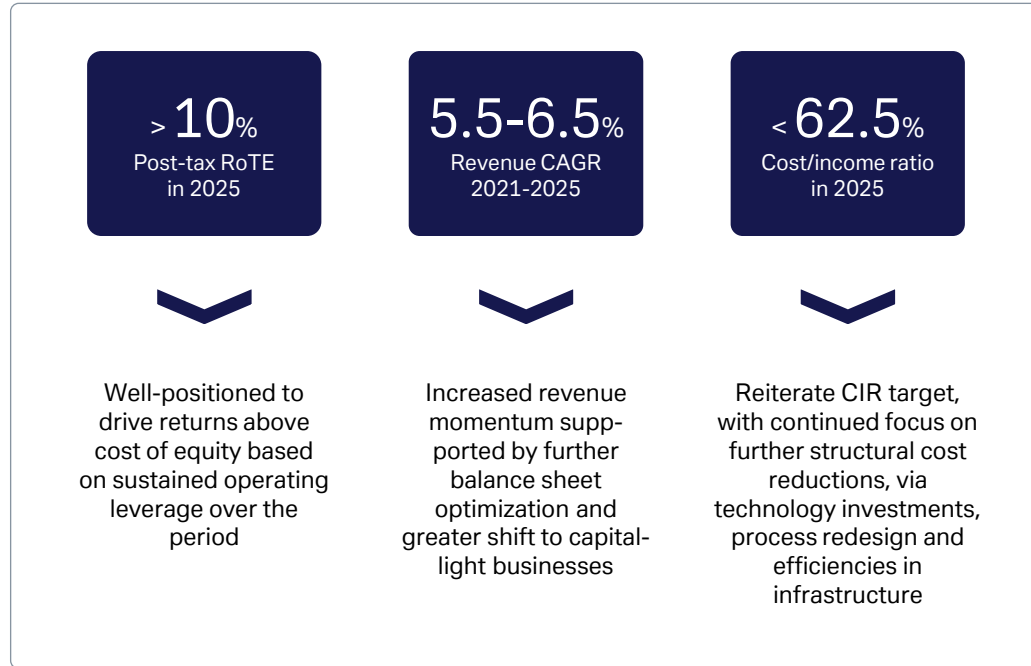 > 10%
Post-tax RoTE
in 2025
5.5-6.5%
Revenue CAGR
2021-2025
< 62.5%
Cost/income ratio
in 2025
Well-positioned to
drive returns above
cost of equity based
on sustained operating
leverage over the
period
Increased revenue
momentum supp-
ported by further
balance sheet
optimization and
greater shift to capital-
light businesses
Reiterate CIR target,
with continued focus on
further structural cost
reductions, via
technology investments,
process redesign and
efficiencies in
infrastructure